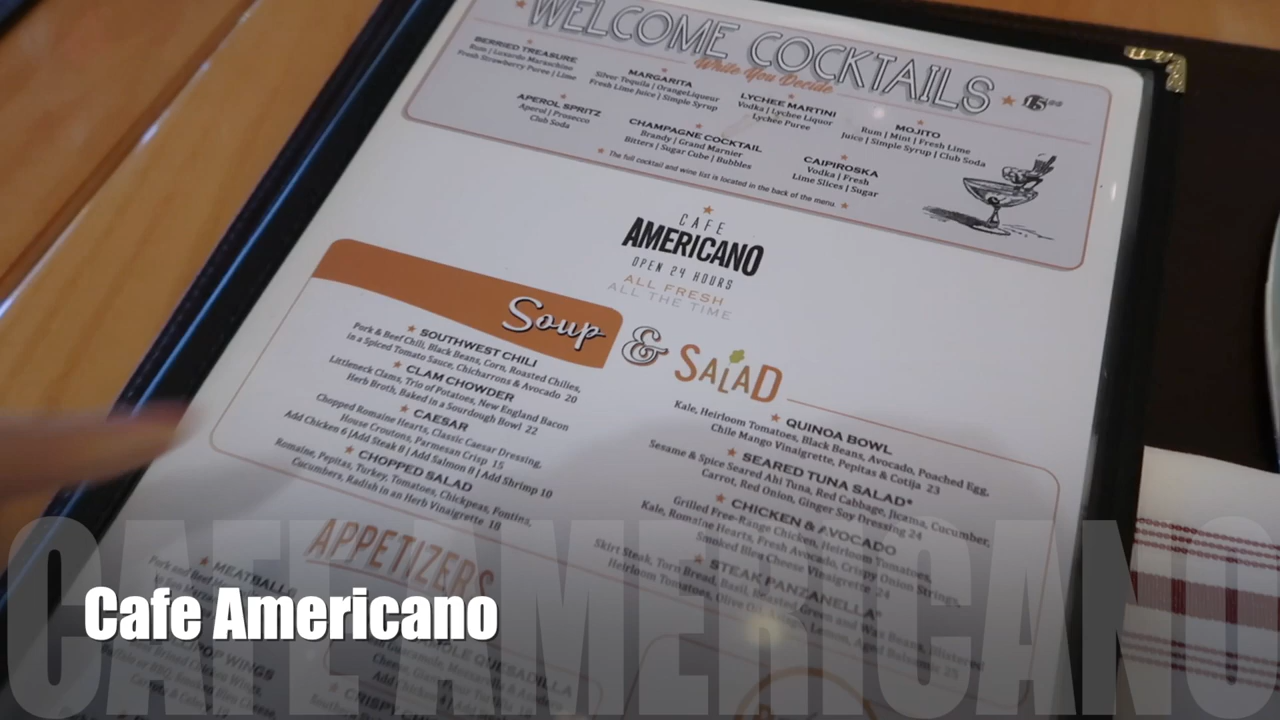 WELCOME COCKTAILS ★ 15.00
While You Decide
BERRIED TREASURE
Rum | Luxardo Maraschino
Fresh Strawberry Puree | Lime
MARGARITA
Silver Tequila | OrangeLiqueur
Fresh Lime Juice | Simple Syrup
LYCHEE MARTINI
Vodka | Lychee Liquor
Lychee Puree
MOJITO
Rum | Mint | Fresh Lime
Juice | Simple Syrup | Club Soda
APEROL SPRITZ
Aperol | Prosecco
Club Soda
CHAMPAGNE COCKTAIL
Brandy | Grand Marnier
Bitters | Sugar Cube | Bubbles
CAIPIROSKA
Vodka | Fresh
Lime Slices | Sugar
★ The full cocktail and wine list is located in the back of the menu. ★
CAFE
AMERICANO
OPEN 24 HOURS
ALL FRESH
ALL THE TIME
Soup & SALAD
★ SOUTHWEST CHILI
Pork & Beef Chili, Black Beans, Corn, Roasted Chilies,
in a Spiced Tomato Sauce, Chicharrons & Avocado 20
★ CLAM CHOWDER
Littleneck Clams, Trio of Potatoes, New England Bacon
Herb Broth, Baked in a Sourdough Bowl 22
★ CAESAR
Chopped Romaine Hearts, Classic Caesar Dressing,
House Croutons, Parmesan Crisp 15
Add Chicken 6 |Add Steak 8 | Add Salmon 8 | Add Shrimp 10
★ CHOPPED SALAD
Romaine, Pepitas, Turkey, Tomatoes, Chickpeas, Fontina,
Cucumbers, Radish in an Herb Vinaigrette 18
★ QUINOA BOWL
Kale, Heirloom Tomatoes, Black Beans, Avocado, Poached Egg,
Chile Mango Vinaigrette, Pepitas & Cotija 23
★ SEARED TUNA SALAD*
Sesame & Spice Seared Ahi Tuna, Red Cabbage, Jicama, Cucumber,
Carrot, Red Onion, Ginger Soy Dressing 24
★ CHICKEN & AVOCADO
Grilled Free-Range Chicken, Heirloom Tomatoes,
Kale, Romaine Hearts, Fresh Avocado, Crispy Onion Strings,
Smoked Bleu Cheese Vinaigrette 24
★ STEAK PANZANELLA*
Skirt Steak, Torn Bread, Basil, Roasted Green and Wax Beans, Blistered
Heirloom Tomatoes, Olive Oil, Lemon, Aged Balsamic 25
APPETIZERS
★ MEATBALLS
Pork and Beef
WINGS
QUESADILLA
CRISPY
CAFE AMERICANO
Cafe Americano